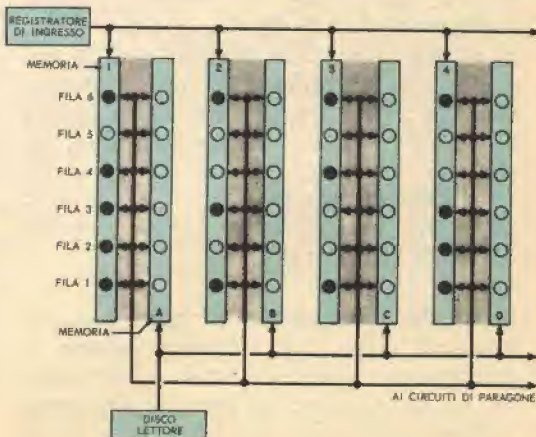 REGISTRATORE
DI INGRESSO
MEMORIA
1
2
3
4
FILA 6
FILA 5
FILA 4
FILA 3
FILA 2
FILA 1
A
B
C
D
MEMORIA
AI CIRCUITI DI PARAGONE
DISCO
LETTORE